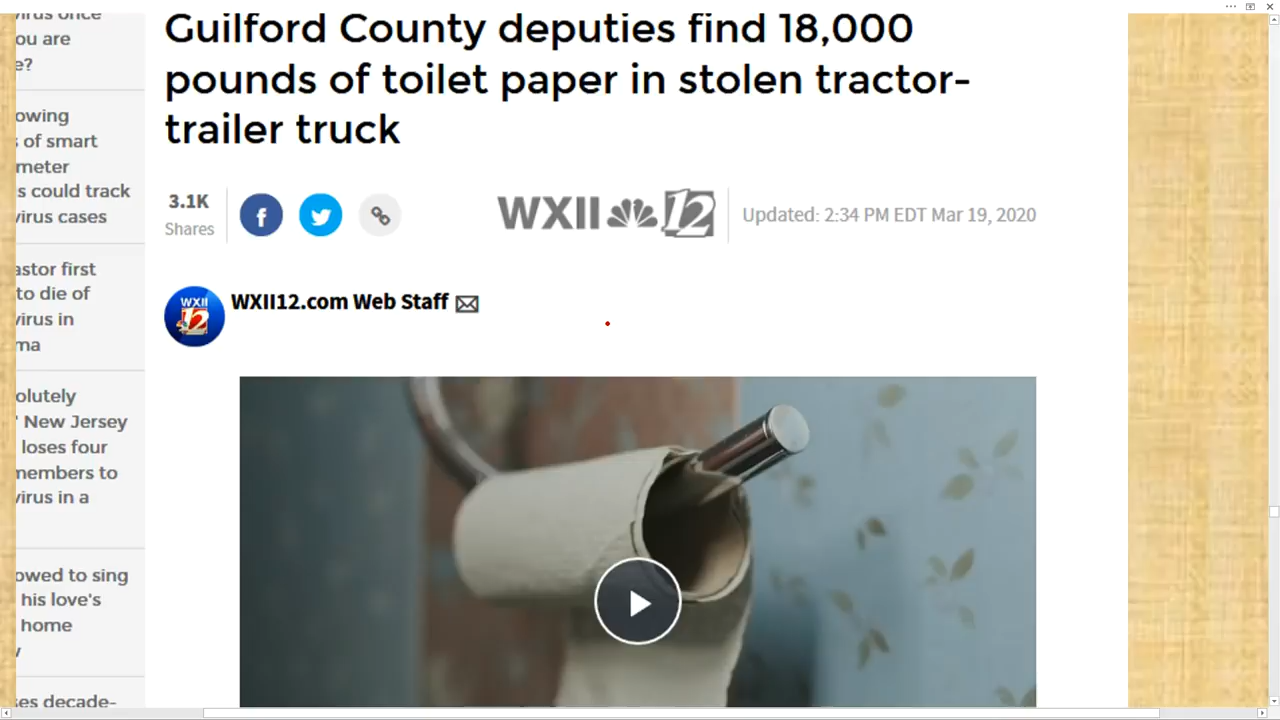 Guilford County deputies find 18,000
pounds of toilet paper in stolen tractor-
trailer truck
3.1K
Shares
f
WXII 12
Updated: 2:34 PM EDT Mar 19, 2020
WXII
12
WXII12.com Web Staff
ou are
e?
owing
s of smart
meter
s could track
virus cases
astor first
to die of
virus in
ma
olutely
' New Jersey
loses four
members to
virus in a
owed to sing
his love's
home
ses decade-